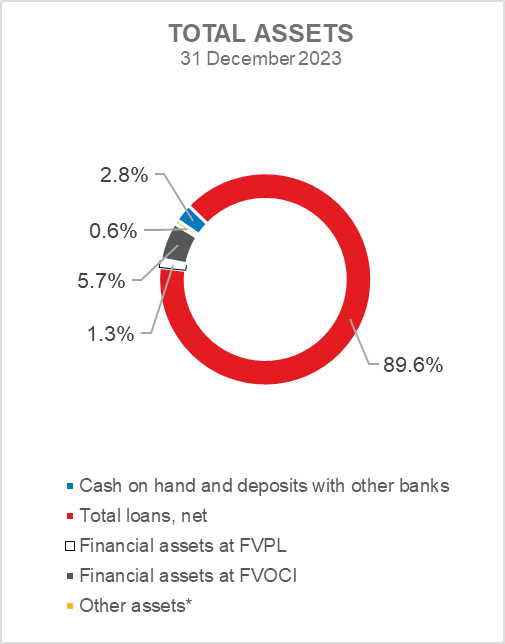 TOTAL ASSETS
31 December 2023
2.8%
0.6%
5.7%
1.3%
89.6%
Cash on hand and deposits with other banks
Total loans, net
Financial assets at FVPL
Financial assets at FVOCI
Other assets*